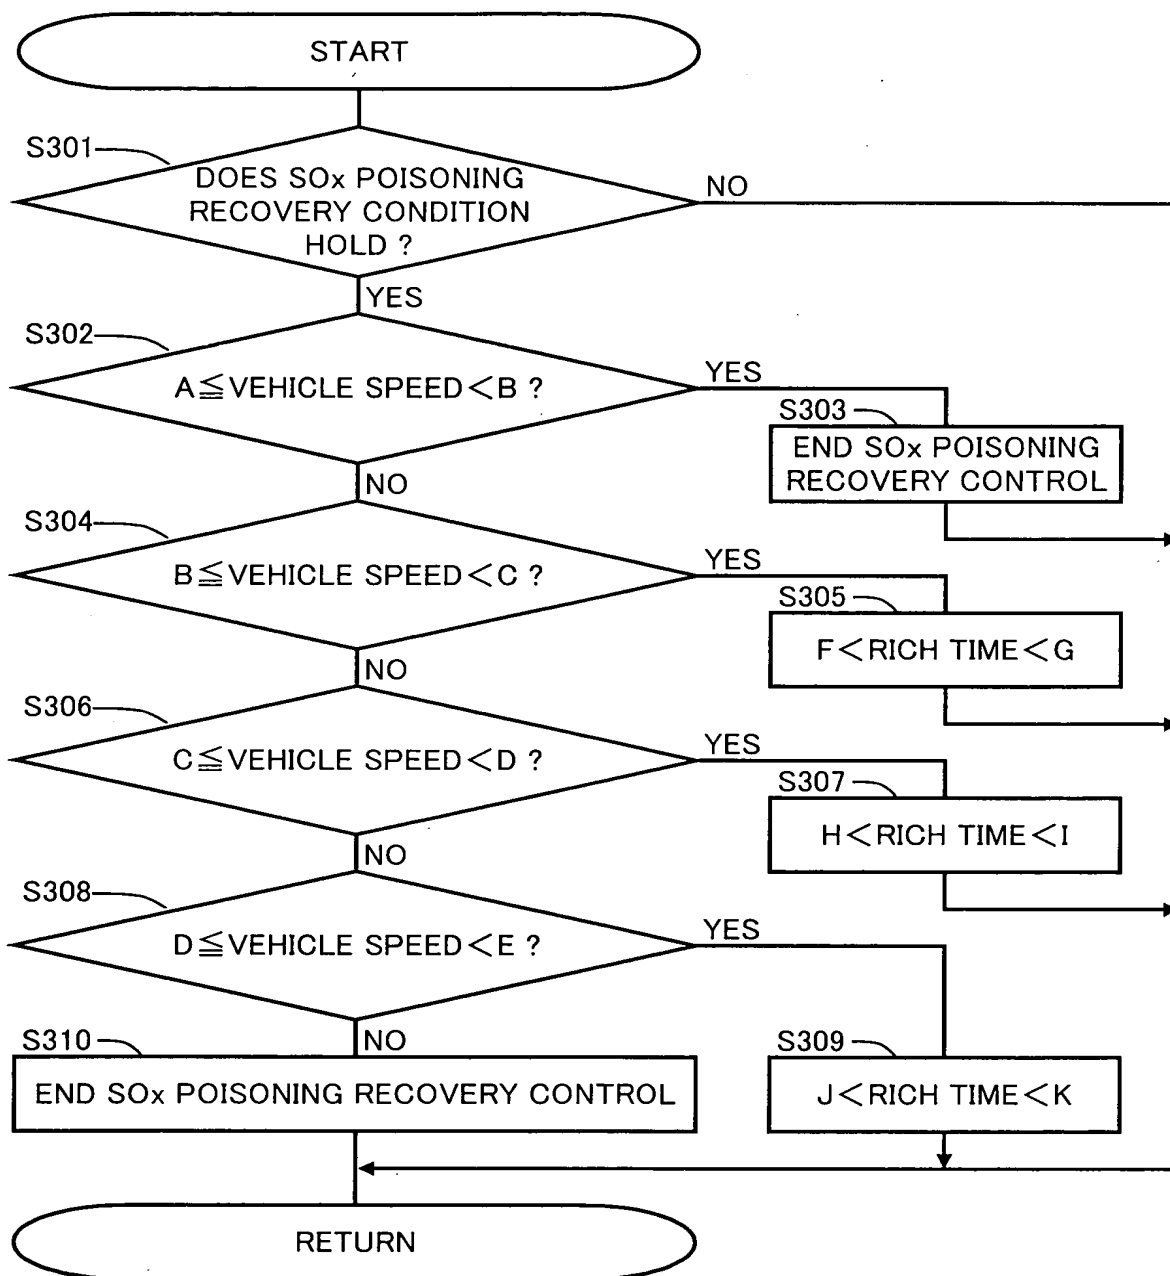 START
S301
DOES SOx POISONING
RECOVERY CONDITION
HOLD ?
NO
YES
S302
A≦VEHICLE SPEED<B ?
YES
S303
END SOx POISONING
RECOVERY CONTROL
NO
S304
B≦VEHICLE SPEED<C ?
YES
S305
F<RICH TIME<G
NO
S306
C≦VEHICLE SPEED<D ?
YES
S307
H<RICH TIME<I
NO
S308
D≦VEHICLE SPEED<E ?
YES
NO
S310
END SOx POISONING RECOVERY CONTROL
S309
J<RICH TIME<K
RETURN